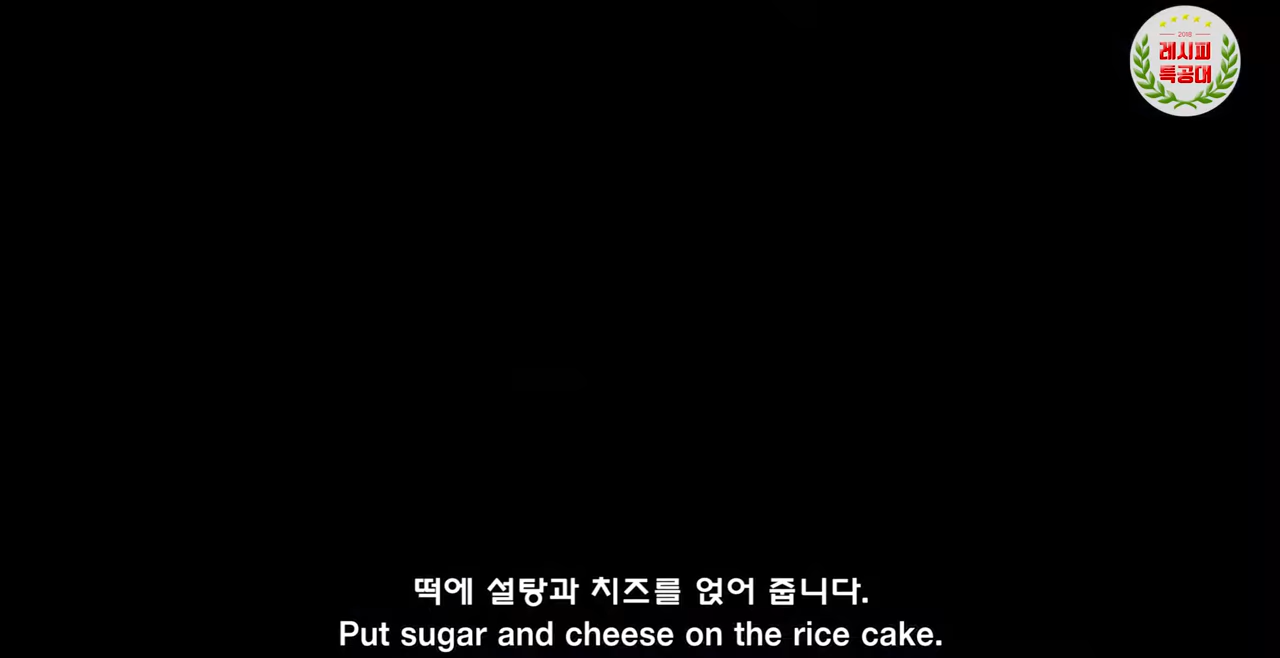 2018
레시피
특공대
떡에 설탕과 치즈를 얹어 줍니다.
Put sugar and cheese on the rice cake.